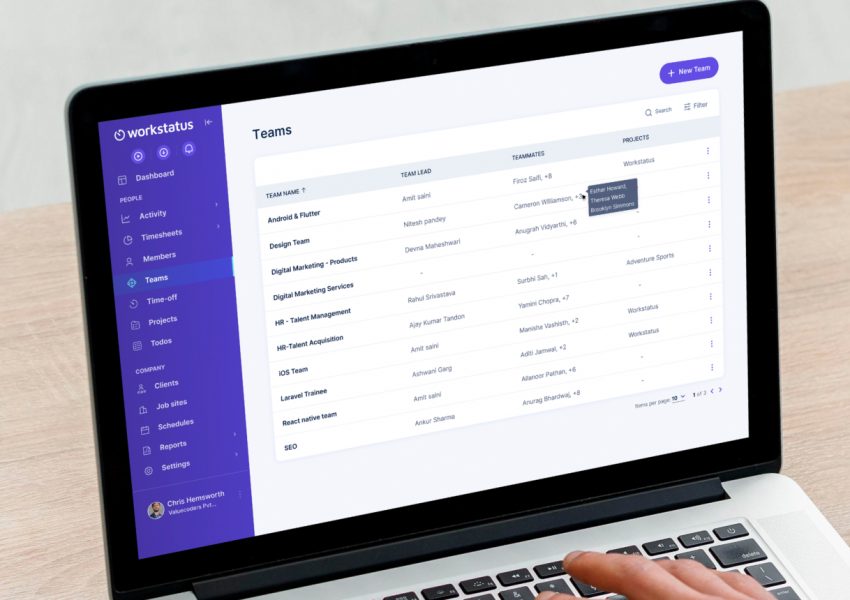 workstatus
Dashboard
PEOPLE
Activity
Timesheets
Members
Teams
Time-off
Projects
Todos
COMPANY
Clients
Job sites
Schedules
Reports
Settings
Chris Hemsworth
Valuecoders Pvt...
Teams
+ New Team
Search Filter
TEAM NAME ↑ TEAM LEAD TEAMMATES PROJECTS
Android & Flutter Amit saini Firoz Saifi, +8 Workstatus
Design Team Nitesh pandey Cameron Williamson, +3
Esther Howard,
Theresa Webb
Brooklyn Simmons
Digital Marketing - Products Devna Maheshwari Anugrah Vidyarthi, +8 -
Digital Marketing Services - - -
HR - Talent Management Rahul Srivastava Surbhi Sah, +1 Adventure Sports
HR-Talent Acquisition Ajay Kumar Tandon Yamini Chopra, +7 -
iOS Team Amit saini Manisha Vashisth, +2 Workstatus
Laravel Trainee Ashwani Garg Aditi Jamwal, +2 Workstatus
React native team Amit saini Allanoor Pathan, +6 -
SEO Ankur Sharma Anurag Bhardwaj, +8 -
Items per page 10 1 of 3
delete